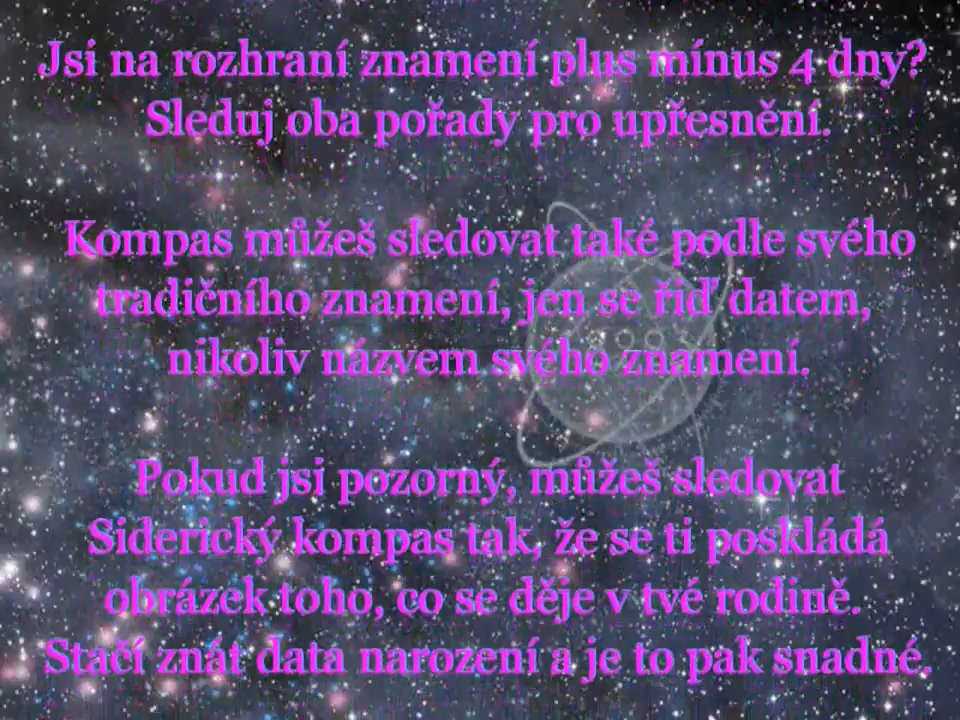 Jsi na rozhraní znamení plus mínus 4 dny?
Sleduj oba pořady pro upřesnění.
Kompas můžeš sledovat také podle svého
tradičního znamení, jen se řiď datem,
nikoliv názvem svého znamení.
Pokud jsi pozorný, můžeš sledovat
Siderický kompas tak, že se ti poskládá
obrázek toho, co se děje v tvé rodině.
Stačí znát data narození a je to pak snadné.